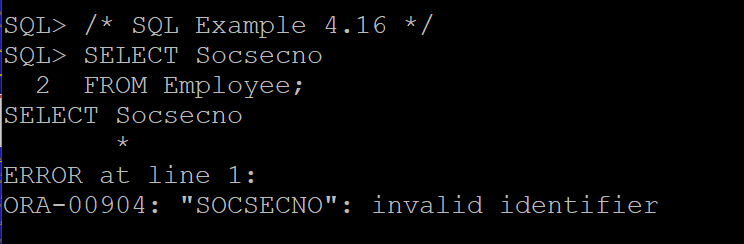 SQL> /* SQL Example 4.16 */
SQL> SELECT Socsecno
  2  FROM Employee;
SELECT Socsecno
       *
ERROR at line 1:
ORA-00904: "SOCSECNO": invalid identifier